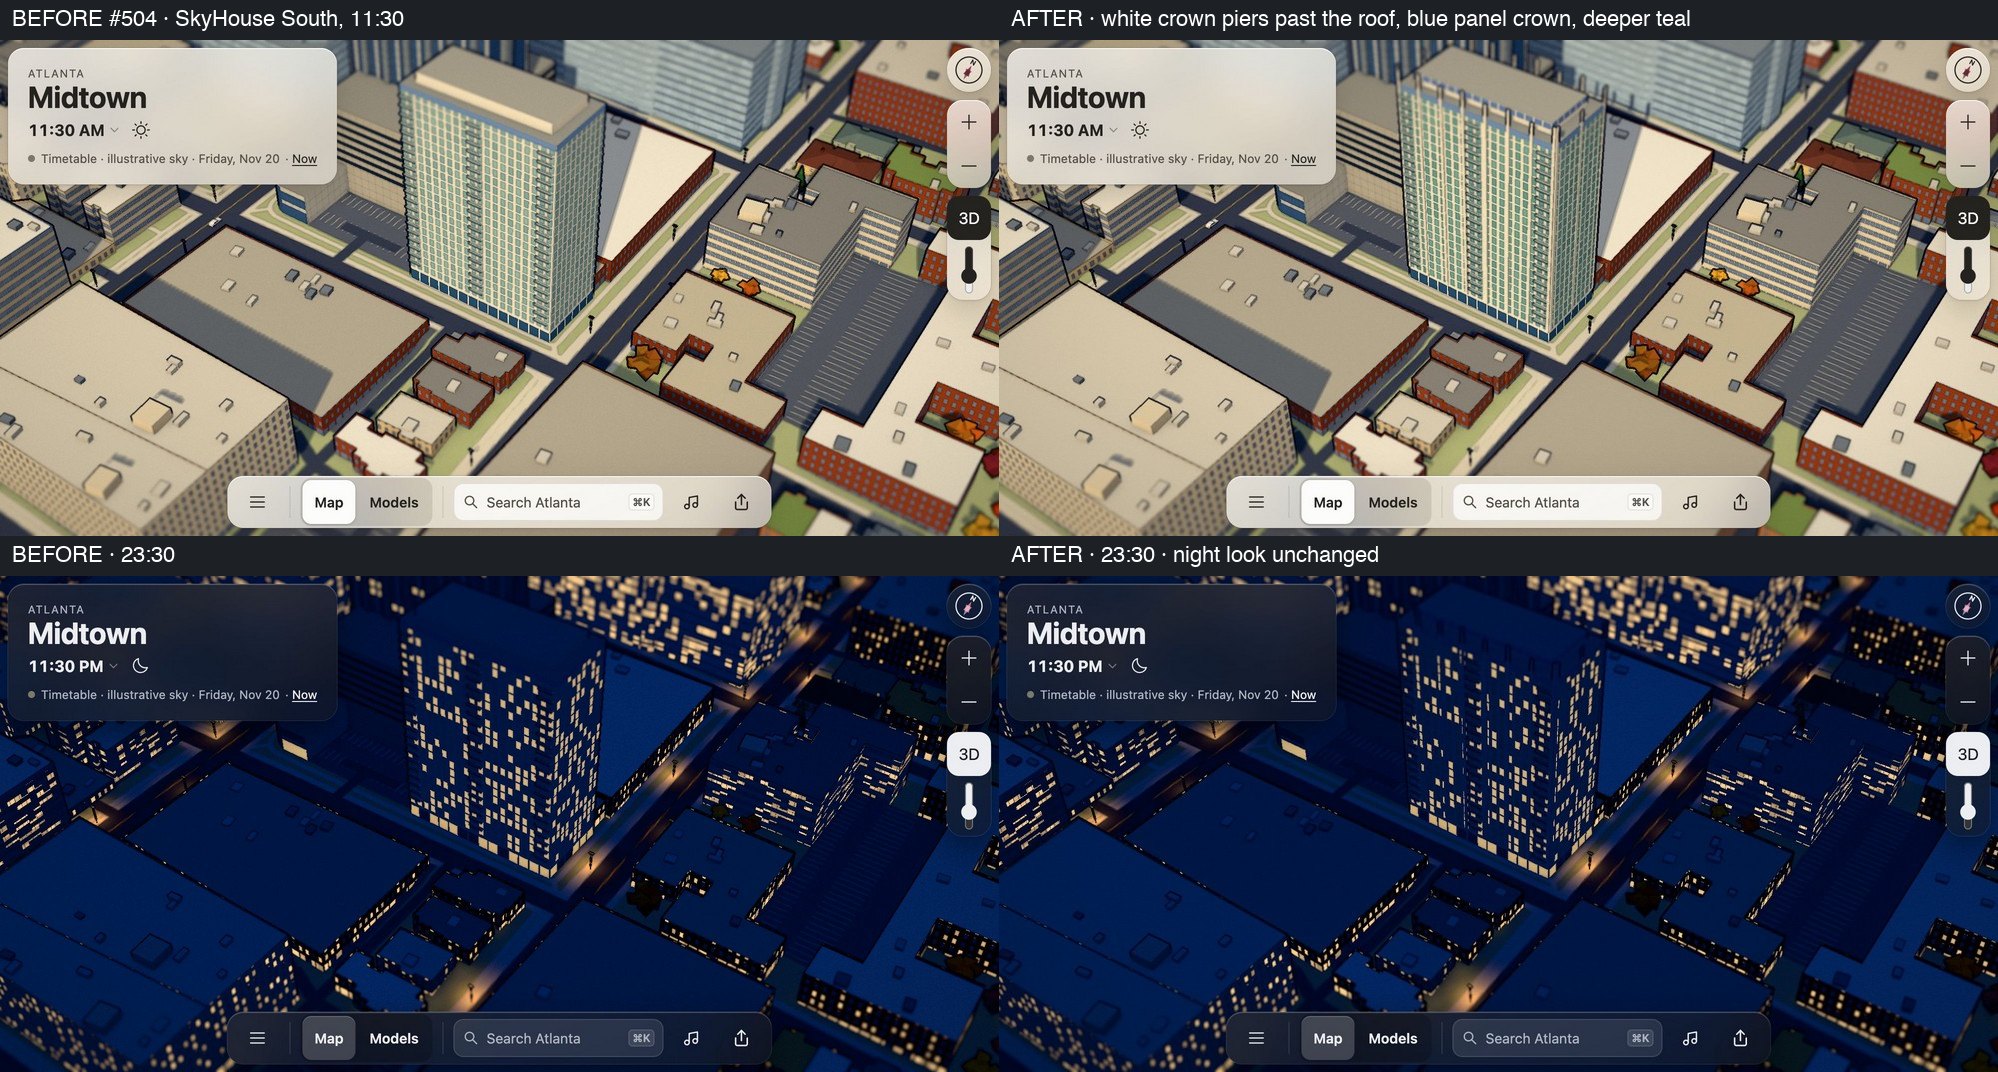 BEFORE #504 · SkyHouse South, 11:30
ATLANTA
Midtown
11:30 AM
Timetable · illustrative sky · Friday, Nov 20 · Now
N
3D
Map
Models
Search Atlanta
⌘K
AFTER · white crown piers past the roof, blue panel crown, deeper teal
ATLANTA
Midtown
11:30 AM
Timetable · illustrative sky · Friday, Nov 20 · Now
N
3D
Map
Models
Search Atlanta
⌘K
BEFORE · 23:30
ATLANTA
Midtown
11:30 PM
Timetable · illustrative sky · Friday, Nov 20 · Now
N
3D
Map
Models
Search Atlanta
⌘K
AFTER · 23:30 · night look unchanged
ATLANTA
Midtown
11:30 PM
Timetable · illustrative sky · Friday, Nov 20 · Now
N
3D
Map
Models
Search Atlanta
⌘K